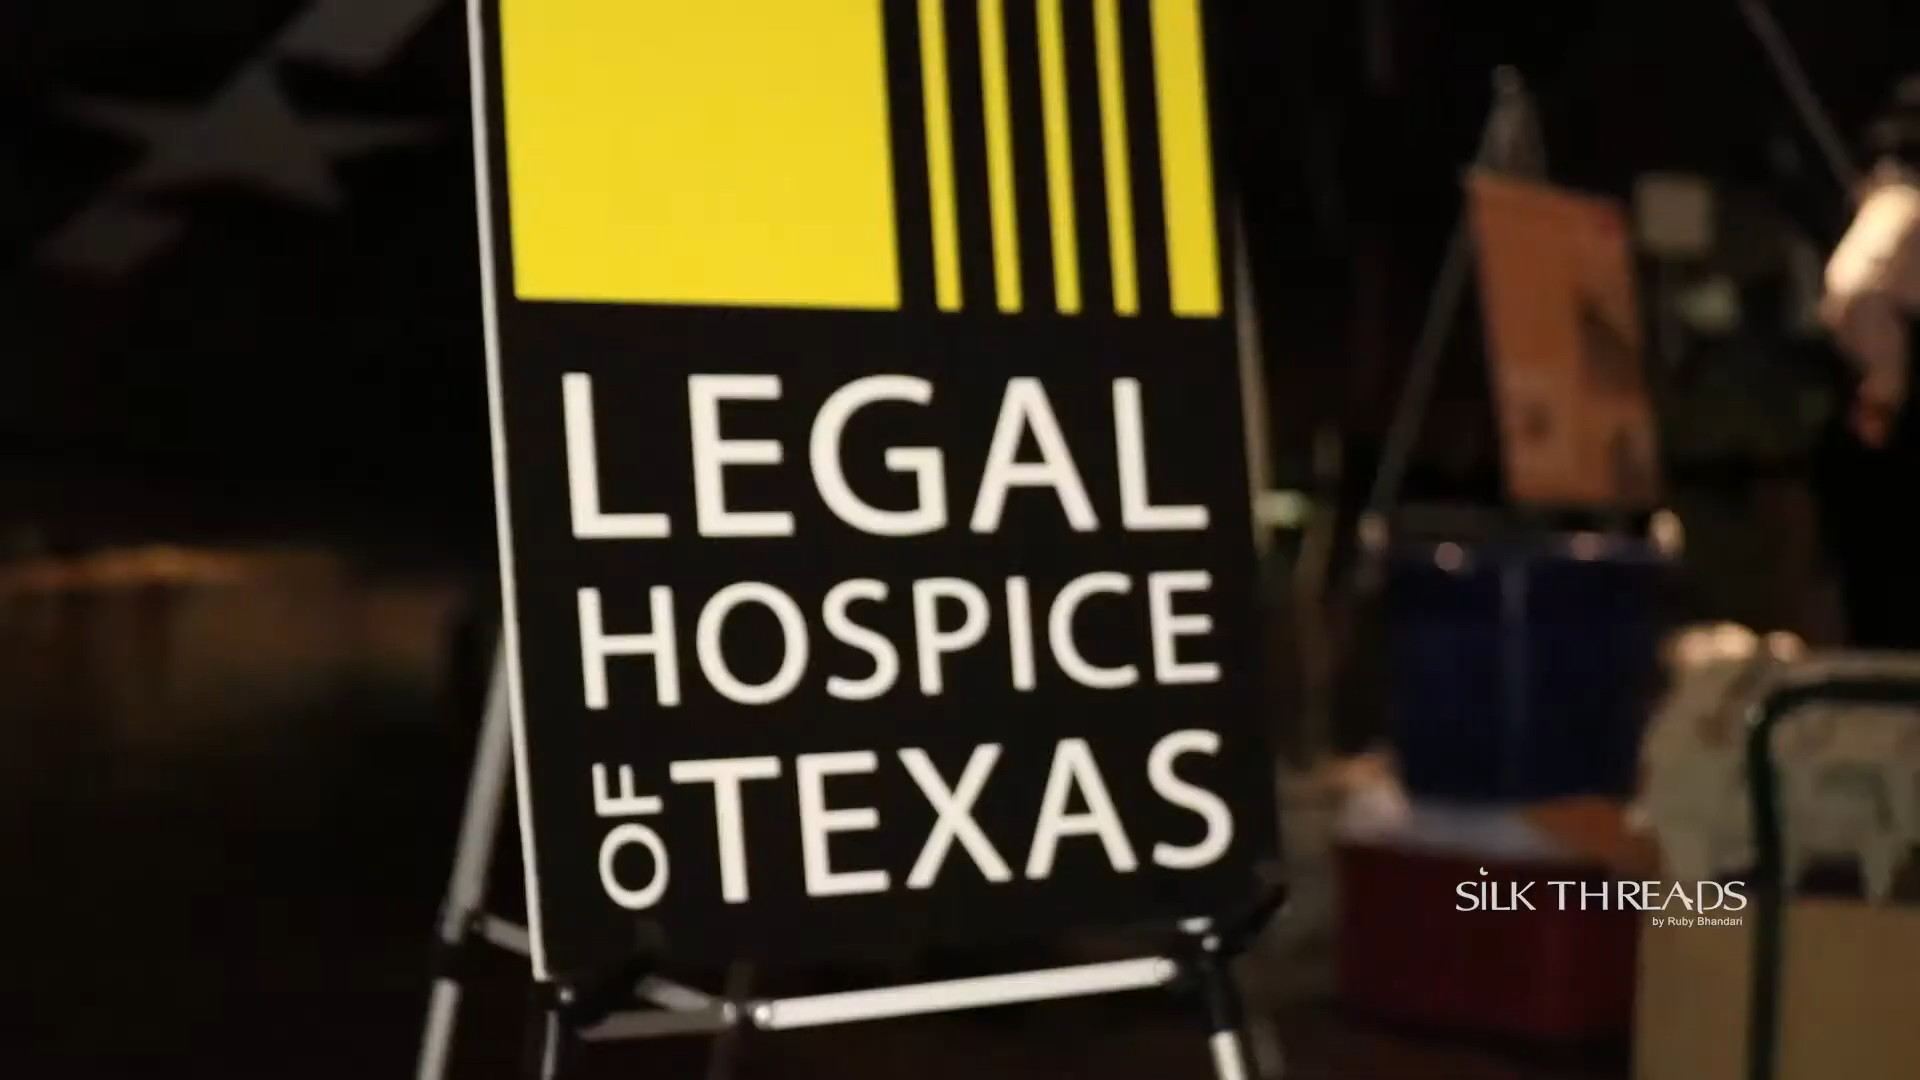 LEGAL
HOSPICE
OF TEXAS
SILK THREADS
by Ruby Bhandari